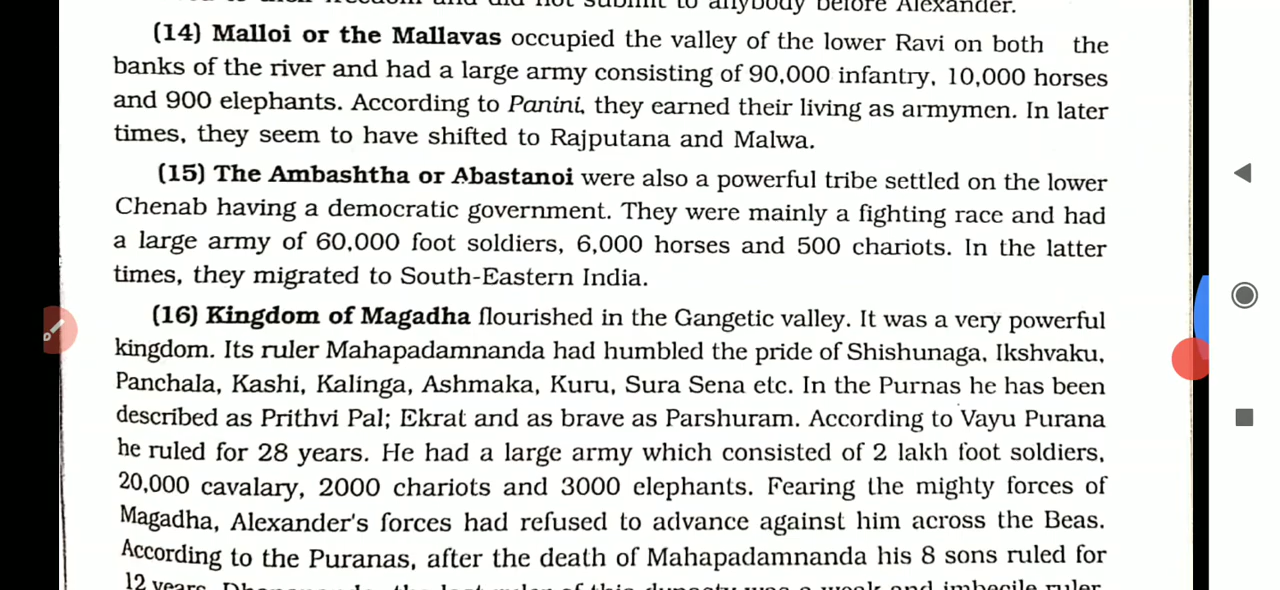 to their freedom and did not submit to anybody before Alexander.
(14) Malloi or the Mallavas occupied the valley of the lower Ravi on both the
banks of the river and had a large army consisting of 90,000 infantry, 10,000 horses
and 900 elephants. According to Panini, they earned their living as armymen. In later
times, they seem to have shifted to Rajputana and Malwa.
(15) The Ambashtha or Abastanoi were also a powerful tribe settled on the lower
Chenab having a democratic government. They were mainly a fighting race and had
a large army of 60,000 foot soldiers, 6,000 horses and 500 chariots. In the latter
times, they migrated to South-Eastern India.
(16) Kingdom of Magadha flourished in the Gangetic valley. It was a very powerful
kingdom. Its ruler Mahapadamnanda had humbled the pride of Shishunaga, Ikshvaku,
Panchala, Kashi, Kalinga, Ashmaka, Kuru, Sura Sena etc. In the Purnas he has been
described as Prithvi Pal; Ekrat and as brave as Parshuram. According to Vayu Purana
he ruled for 28 years. He had a large army which consisted of 2 lakh foot soldiers,
20,000 cavalary, 2000 chariots and 3000 elephants. Fearing the mighty forces of
Magadha, Alexander's forces had refused to advance against him across the Beas.
According to the Puranas, after the death of Mahapadamnanda his 8 sons ruled for
12 years. the last ruler of this dynasty was a weak and imbecile ruler